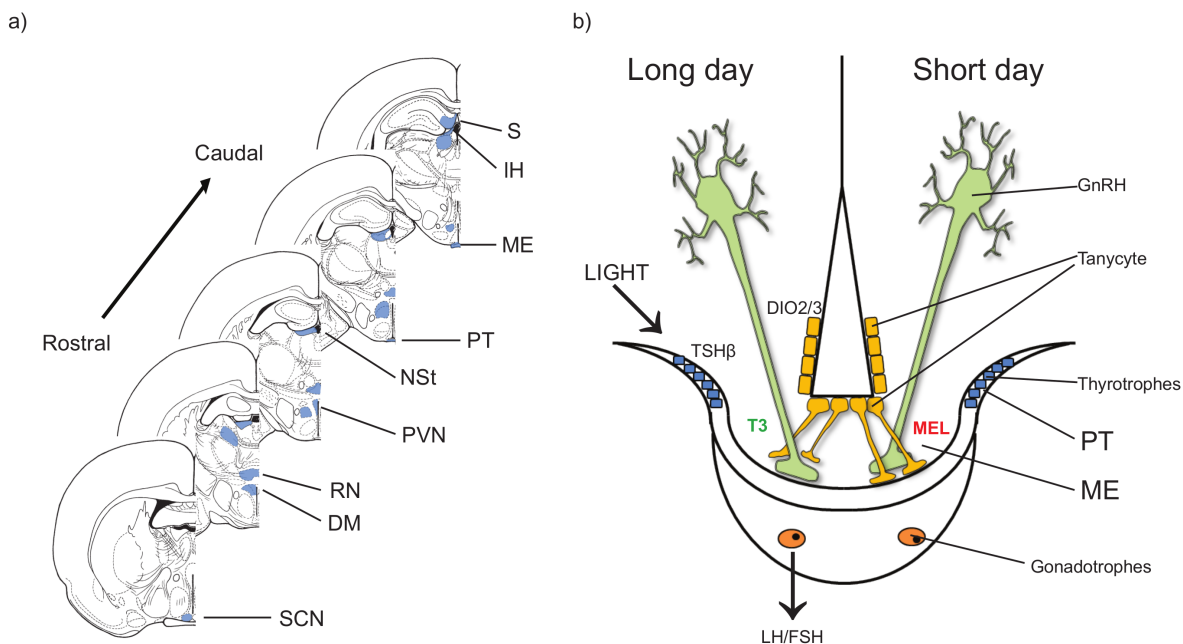 a)
Caudal
Rostral
S
IH
ME
PT
NSt
PVN
RN
DM
SCN
b)
Long day
Short day
GnRH
Tanycyte
LIGHT
DIO2/3
TSHβ
Thyrotrophes
T3
MEL
PT
ME
Gonadotrophes
LH/FSH